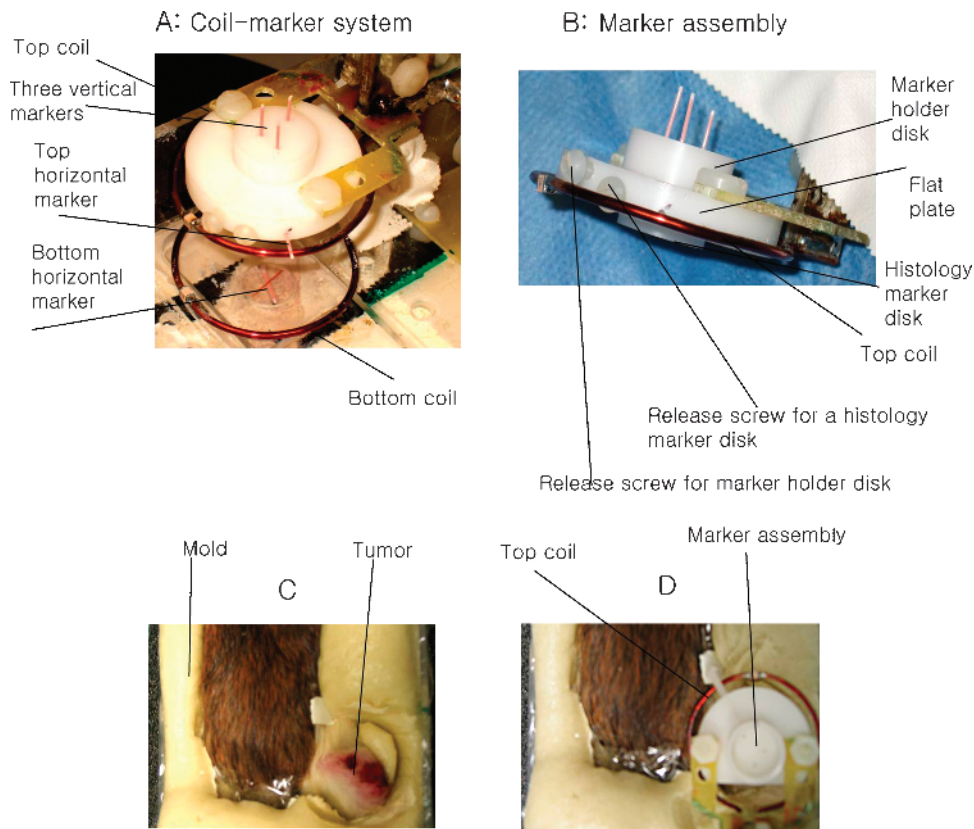 A: Coil-marker system
Top coil
Three vertical
markers
Top
horizontal
marker
Bottom
horizontal
marker
Bottom coil
B: Marker assembly
Marker
holder
disk
Flat
plate
Histology
marker
disk
Top coil
Release screw for a histology
marker disk
Release screw for marker holder disk
Mold
Tumor
C
Top coil
Marker assembly
D